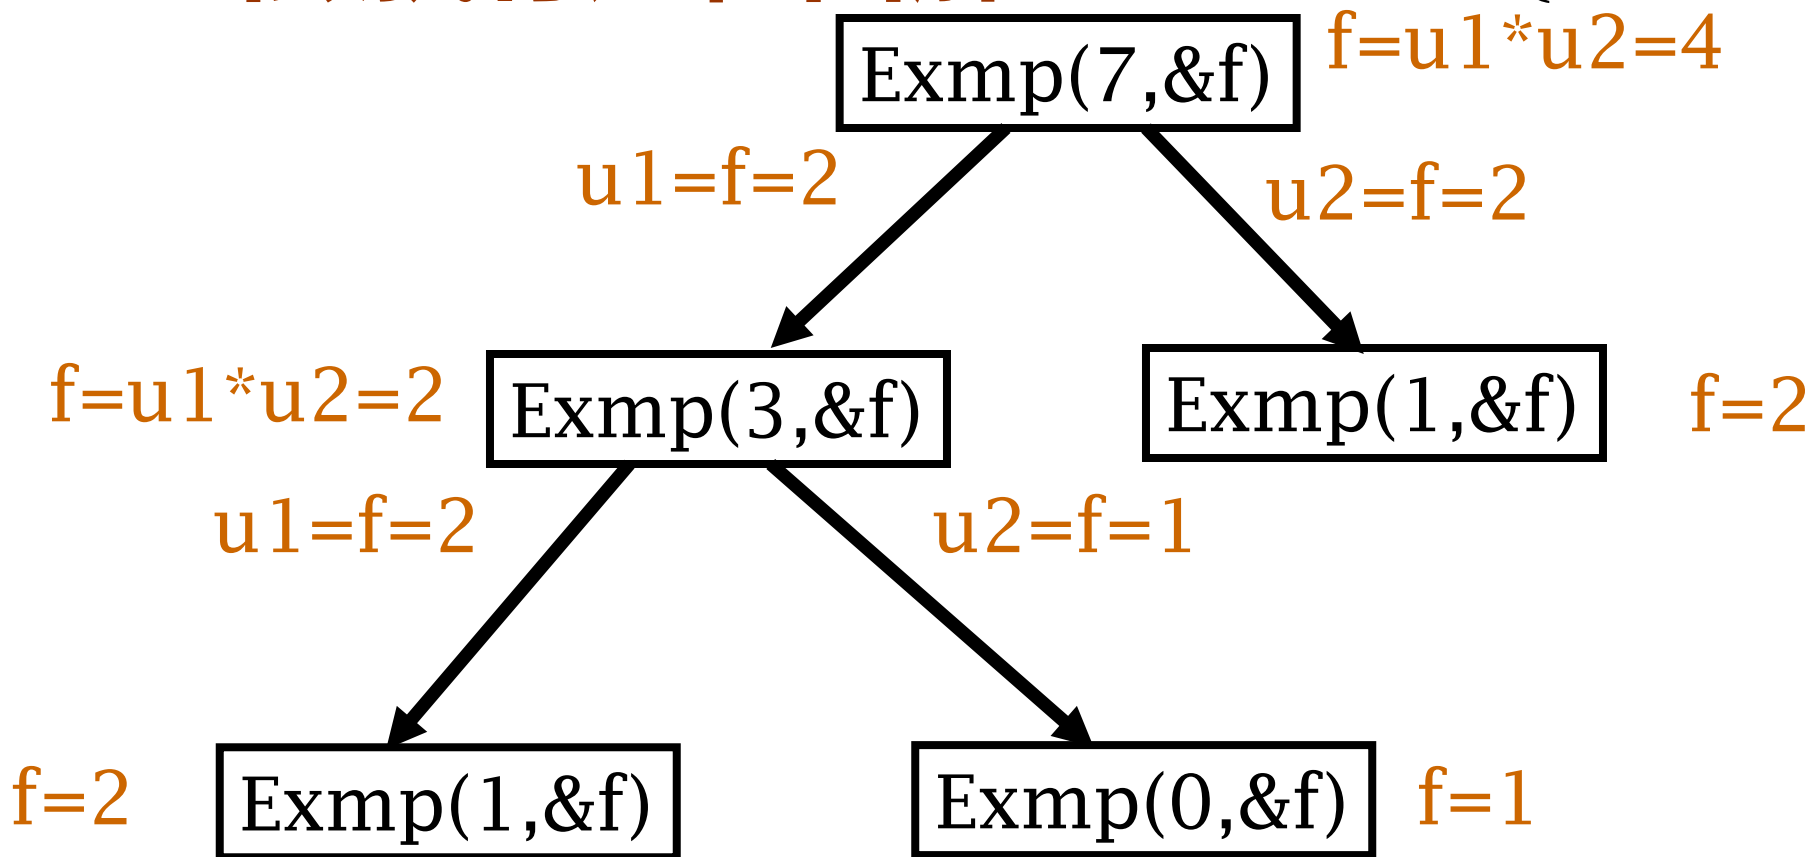 f=u1*u2=4
Exmp(7,&f)
u1=f=2
u2=f=2
f=u1*u2=2
Exmp(3,&f)
Exmp(1,&f)
f=2
u1=f=2
u2=f=1
f=2
Exmp(1,&f)
Exmp(0,&f)
f=1